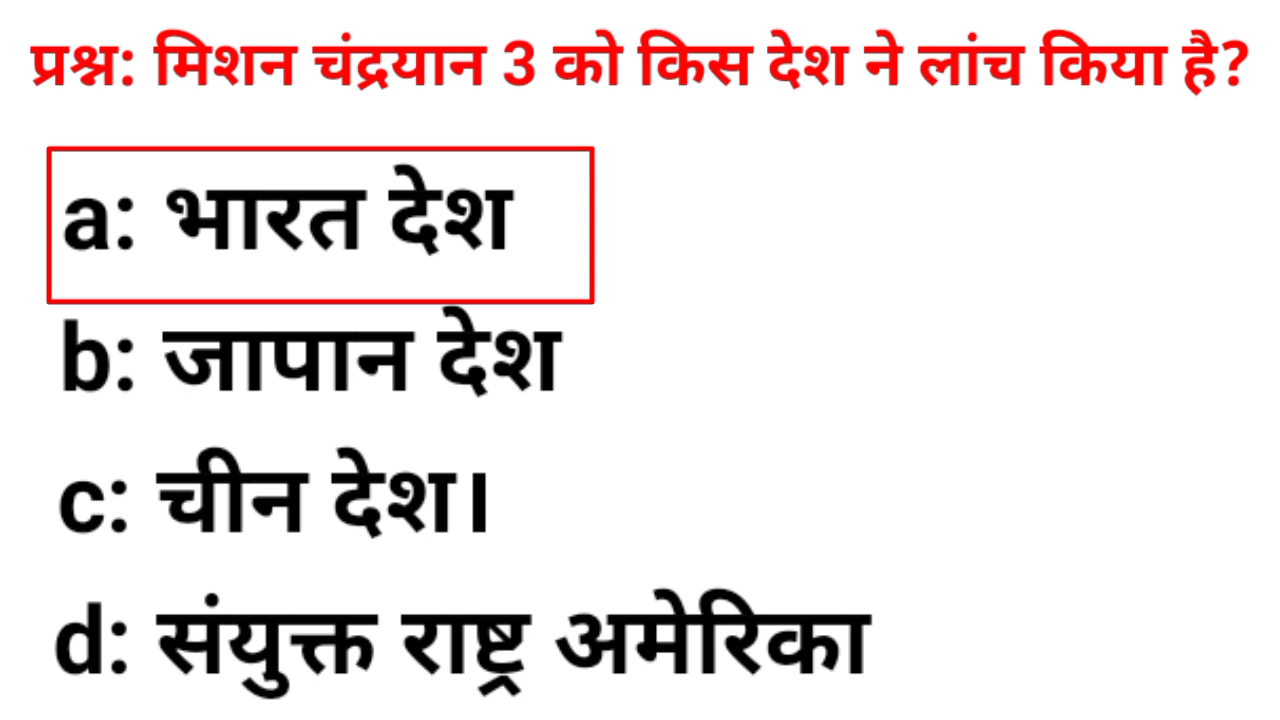 प्रश्न: मिशन चंद्रयान 3 को किस देश ने लांच किया है?
a: भारत देश
b: जापान देश
c: चीन देश।
d: संयुक्त राष्ट्र अमेरिका